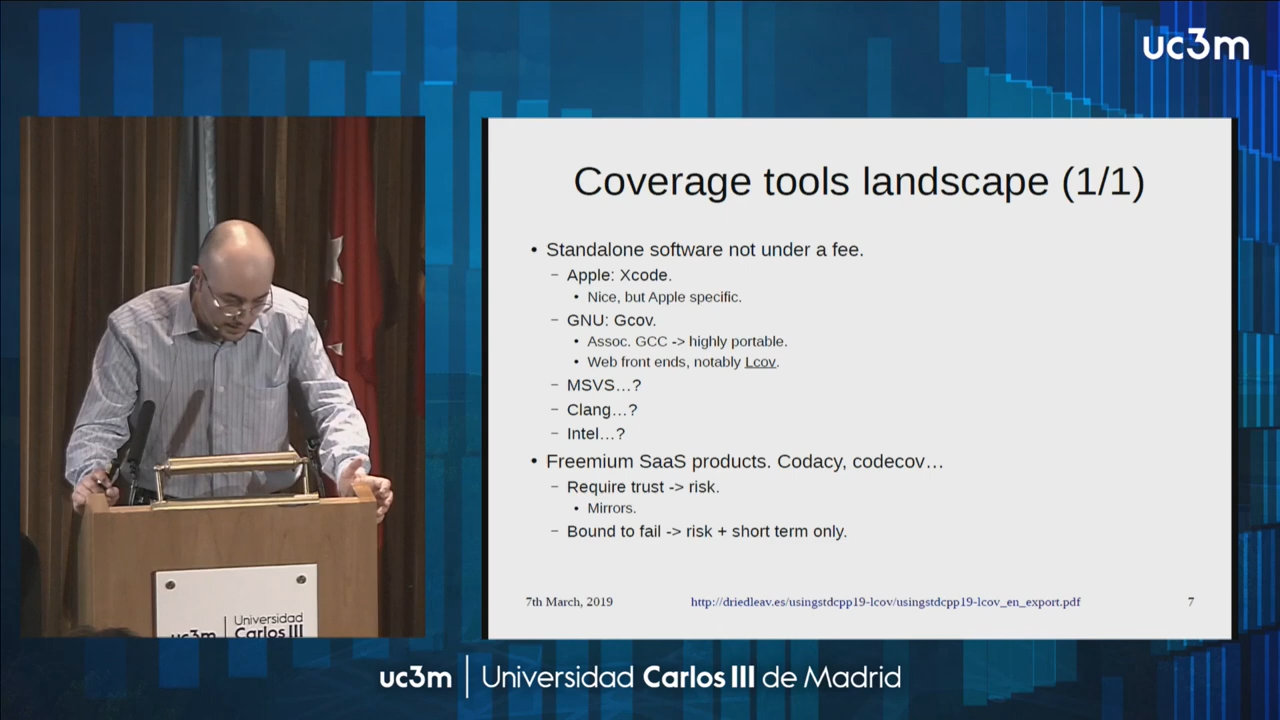 uc3m
Coverage tools landscape (1/1)
• Standalone software not under a fee.
– Apple: Xcode.
• Nice, but Apple specific.
– GNU: Gcov.
• Assoc. GCC -> highly portable.
• Web front ends, notably Lcov.
– MSVS…?
– Clang…?
– Intel…?
• Freemium SaaS products. Codacy, codecov…
– Require trust -> risk.
• Mirrors.
– Bound to fail -> risk + short term only.
7th March, 2019
http://driedleav.es/usingstdcpp19-lcov/usingstdcpp19-lcov_en_export.pdf
7
uc3m
Universidad
Carlos III
uc3m | Universidad Carlos III de Madrid